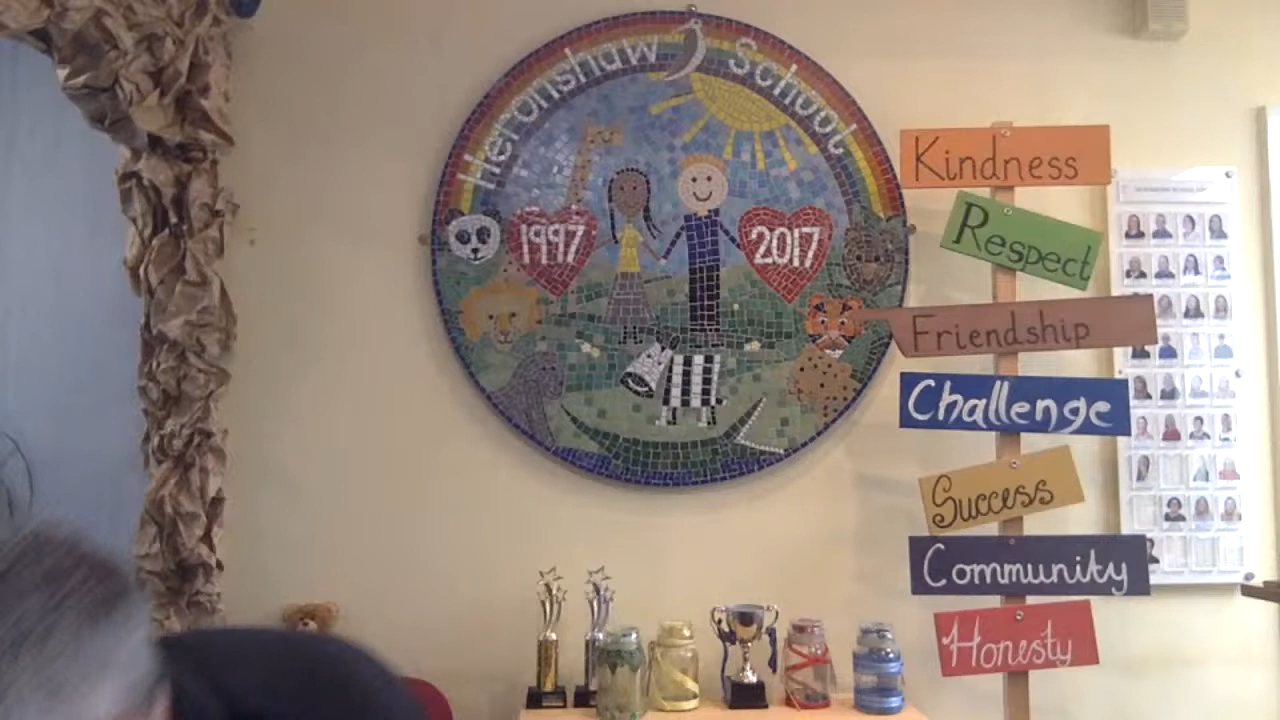 Heronshaw School
1997
2017
Kindness
Respect
Friendship
Challenge
Success
Community
Honesty